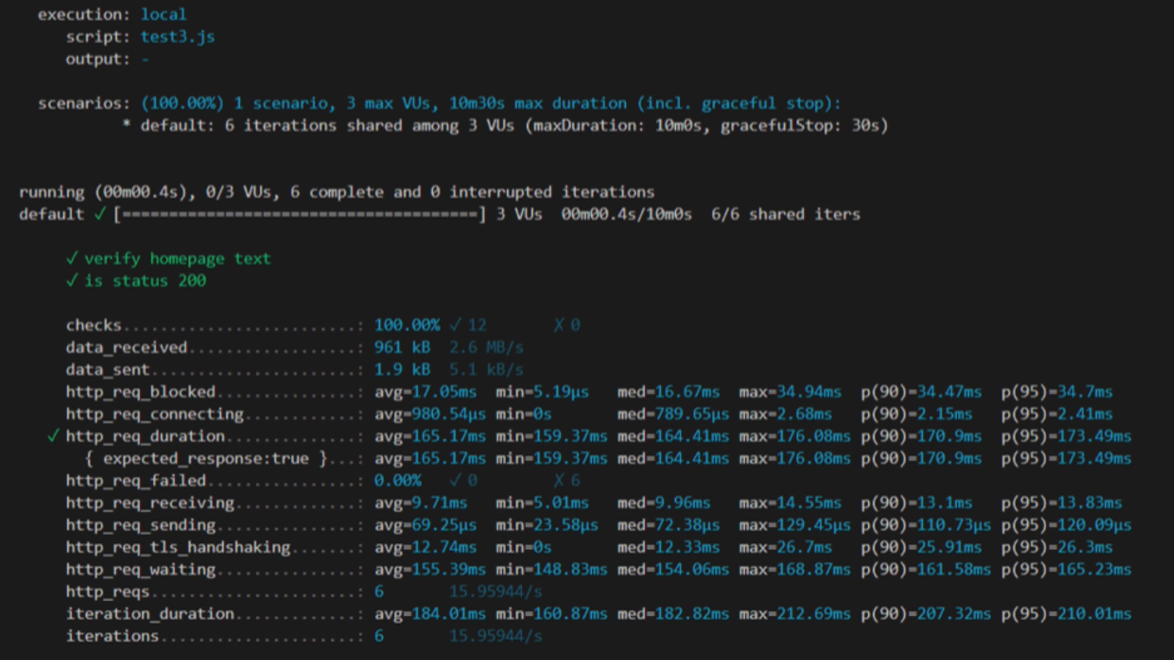 execution: local
script: test3.js
output: -
scenarios: (100.00%) 1 scenario, 3 max VUs, 10m30s max duration (incl. graceful stop):
* default: 6 iterations shared among 3 VUs (maxDuration: 10m0s, gracefulStop: 30s)
running (00m00.4s), 0/3 VUs, 6 complete and 0 interrupted iterations
default ✓ [======================================] 3 VUs  00m00.4s/10m0s  6/6 shared iters
✓ verify homepage text
✓ is status 200
checks.........................: 100.00% ✓ 12       ✗ 0
data_received..................: 961 kB  2.6 MB/s
data_sent......................: 1.9 kB  5.1 kB/s
http_req_blocked...............: avg=17.05ms  min=5.19µs   med=16.67ms  max=34.94ms  p(90)=34.47ms  p(95)=34.7ms
http_req_connecting............: avg=980.54µs min=0s       med=789.65µs max=2.68ms   p(90)=2.15ms   p(95)=2.41ms
✓ http_req_duration..............: avg=165.17ms min=159.37ms med=164.41ms max=176.08ms p(90)=170.9ms  p(95)=173.49ms
{ expected_response:true }...: avg=165.17ms min=159.37ms med=164.41ms max=176.08ms p(90)=170.9ms  p(95)=173.49ms
http_req_failed................: 0.00%   ✓ 0        ✗ 6
http_req_receiving.............: avg=9.71ms   min=5.01ms   med=9.96ms   max=14.55ms  p(90)=13.1ms   p(95)=13.83ms
http_req_sending...............: avg=69.25µs  min=23.58µs  med=72.38µs  max=129.45µs p(90)=110.73µs p(95)=120.09µs
http_req_tls_handshaking.......: avg=12.74ms  min=0s       med=12.33ms  max=26.7ms   p(90)=25.91ms  p(95)=26.3ms
http_req_waiting...............: avg=155.39ms min=148.83ms med=154.06ms max=168.87ms p(90)=161.58ms p(95)=165.23ms
http_reqs......................: 6       15.95944/s
iteration_duration.............: avg=184.01ms min=160.87ms med=182.82ms max=212.69ms p(90)=207.32ms p(95)=210.01ms
iterations.....................: 6       15.95944/s